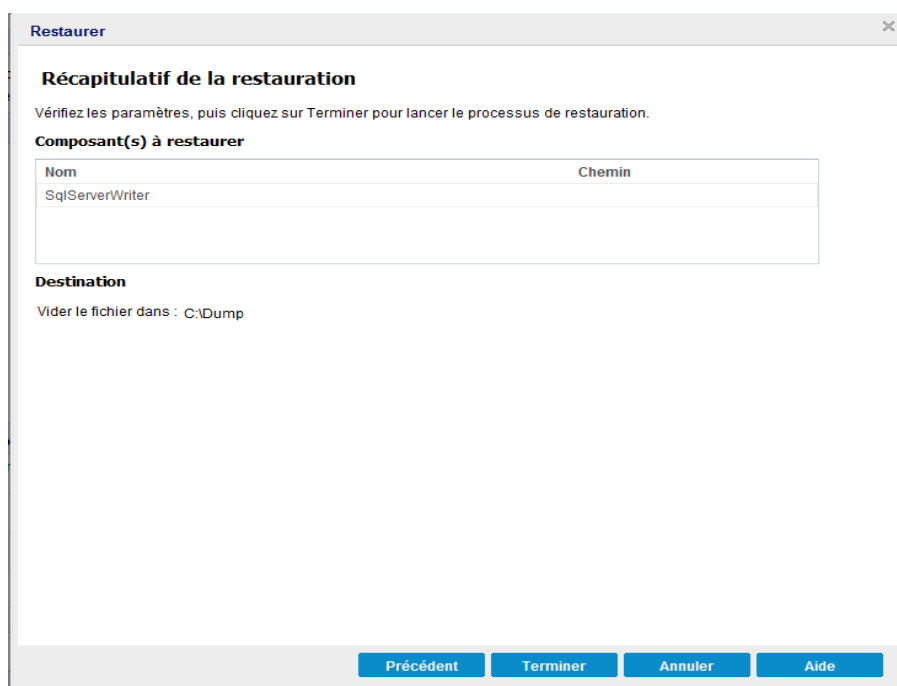 Restaurer
Récapitulatif de la restauration
Vérifiez les paramètres, puis cliquez sur Terminer pour lancer le processus de restauration.
Composant(s) à restaurer
Nom Chemin
SqlServerWriter
Destination
Vider le fichier dans : C:\Dump
Précédent Terminer Annuler Aide